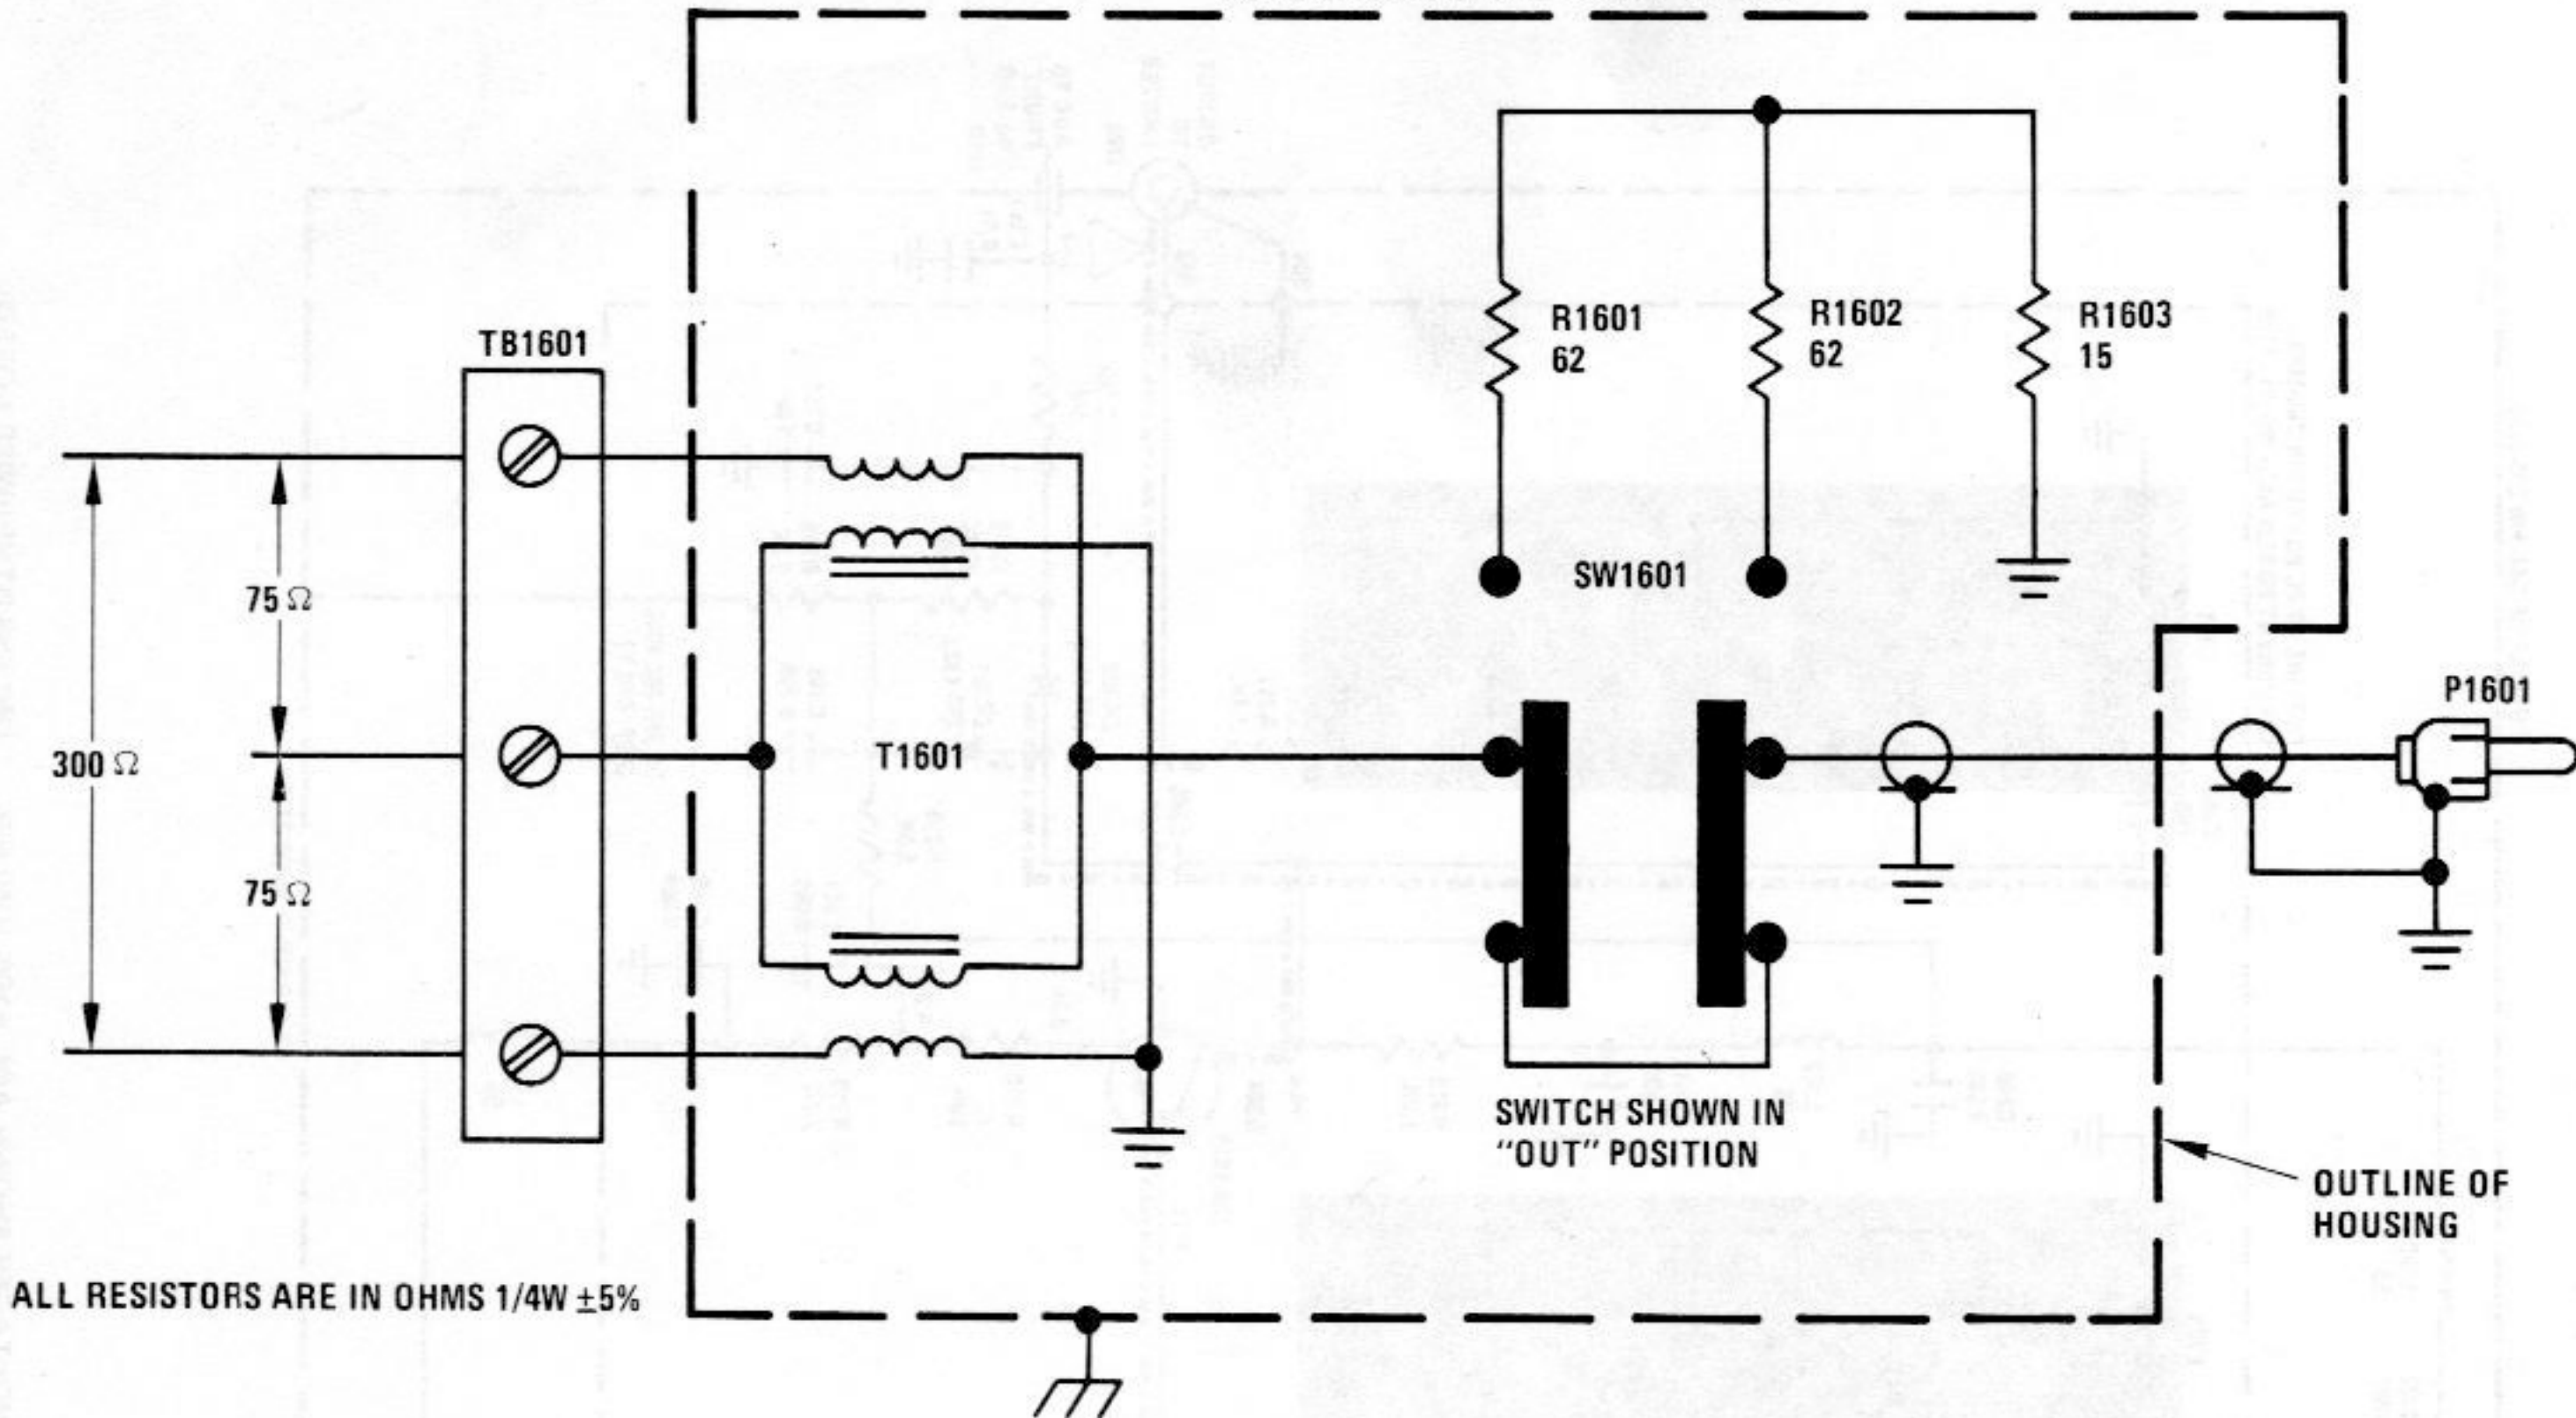 TB1601
R1601
62
R1602
62
R1603
15
75 Ω
SW1601
P1601
300 Ω
T1601
75 Ω
SWITCH SHOWN IN
"OUT" POSITION
OUTLINE OF
HOUSING
ALL RESISTORS ARE IN OHMS 1/4W ±5%